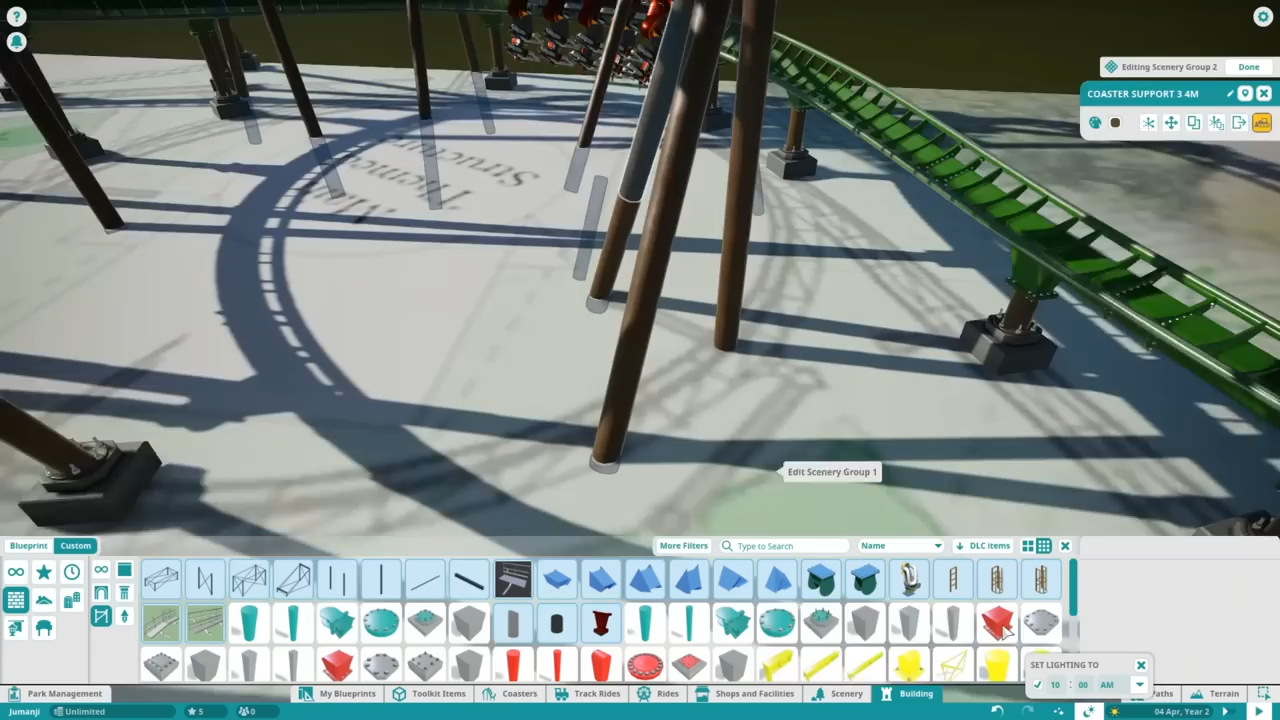 Editing Scenery Group 2 Done
COASTER SUPPORT 3 4M
Edit Scenery Group 1
Blueprint Custom More Filters Type to Search Name DLC items
SET LIGHTING TO
10 : 00 AM
Park Management My Blueprints Toolkit Items Coasters Track Rides Rides Shops and Facilities Scenery Building Paths Terrain
Jumanji Unlimited 5 0 04 Apr, Year 2